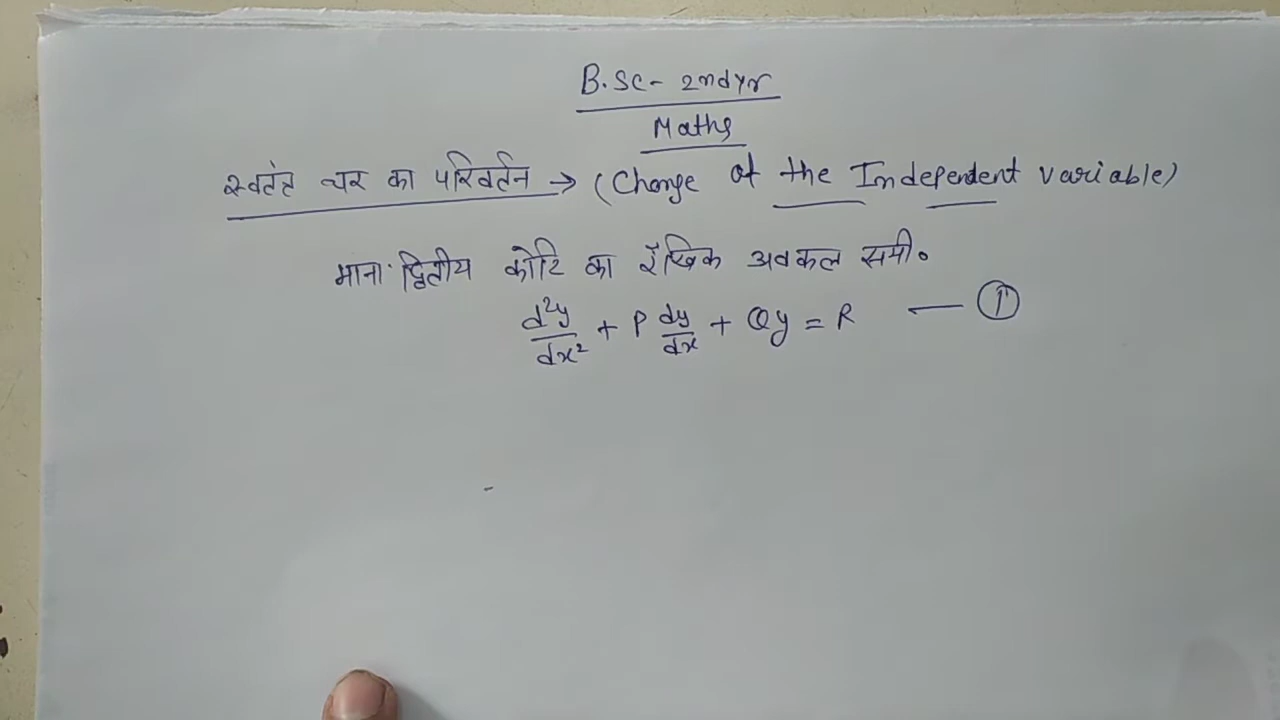 B.Sc- 2nd yr
Maths
स्वतंत्र चर का परिवर्तन → (Change of the Independent variable)
माना द्वितीय कोटि का रैखिक अवकल समी०
d²y/dx² + P dy/dx + Qy = R — ①